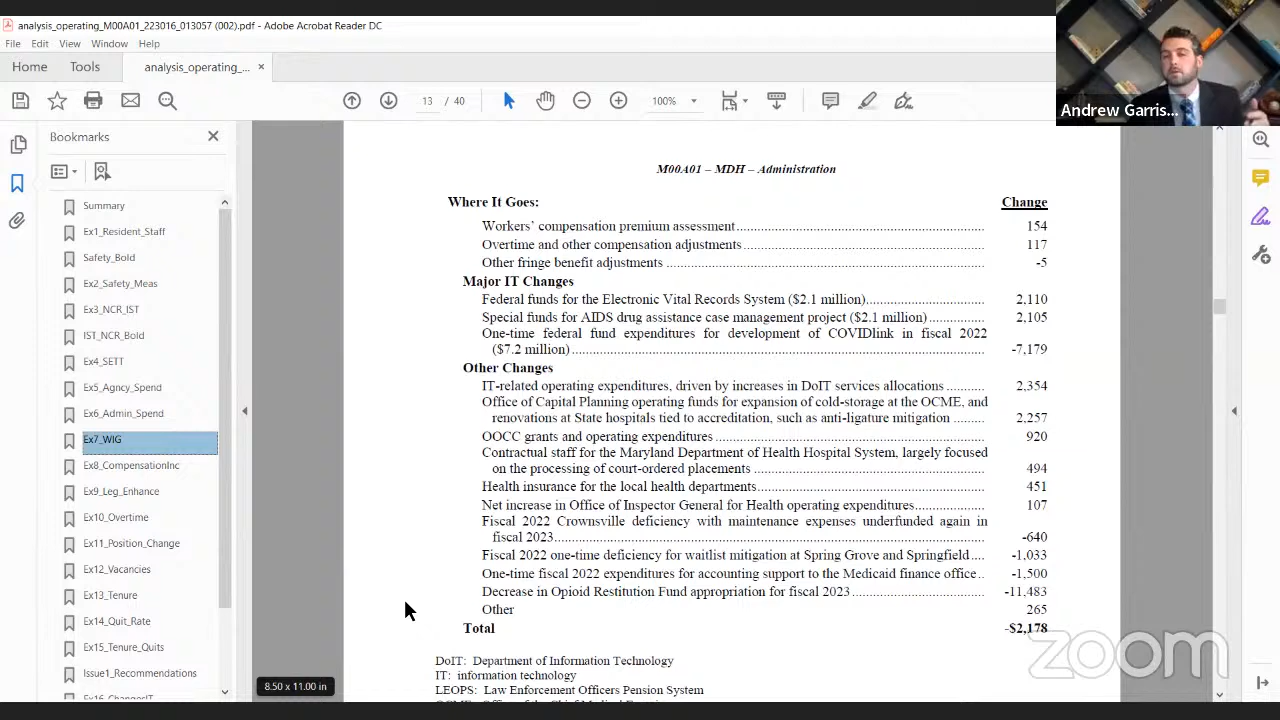 analysis_operating_M00A01_223016_013057 (002).pdf - Adobe Acrobat Reader DC
File Edit View Window Help
Home Tools analysis_operating_... ×
13 / 40 100%
Andrew Garris...
Bookmarks
Summary
Ex1_Resident_Staff
Safety_Bold
Ex2_Safety_Meas
Ex3_NCR_IST
IST_NCR_Bold
Ex4_SETT
Ex5_Agncy_Spend
Ex6_Admin_Spend
Ex7_WIG
Ex8_CompensationInc
Ex9_Leg_Enhance
Ex10_Overtime
Ex11_Position_Change
Ex12_Vacancies
Ex13_Tenure
Ex14_Quit_Rate
Ex15_Tenure_Quits
Issue1_Recommendations
Ex16_ChangesIT
8.50 x 11.00 in
M00A01 – MDH – Administration
Where It Goes: Change
Workers' compensation premium assessment 154
Overtime and other compensation adjustments 117
Other fringe benefit adjustments -5
Major IT Changes
Federal funds for the Electronic Vital Records System ($2.1 million) 2,110
Special funds for AIDS drug assistance case management project ($2.1 million) 2,105
One-time federal fund expenditures for development of COVIDlink in fiscal 2022
($7.2 million) -7,179
Other Changes
IT-related operating expenditures, driven by increases in DoIT services allocations 2,354
Office of Capital Planning operating funds for expansion of cold-storage at the OCME, and
renovations at State hospitals tied to accreditation, such as anti-ligature mitigation 2,257
OOCC grants and operating expenditures 920
Contractual staff for the Maryland Department of Health Hospital System, largely focused
on the processing of court-ordered placements 494
Health insurance for the local health departments 451
Net increase in Office of Inspector General for Health operating expenditures 107
Fiscal 2022 Crownsville deficiency with maintenance expenses underfunded again in
fiscal 2023 -640
Fiscal 2022 one-time deficiency for waitlist mitigation at Spring Grove and Springfield -1,033
One-time fiscal 2022 expenditures for accounting support to the Medicaid finance office -1,500
Decrease in Opioid Restitution Fund appropriation for fiscal 2023 -11,483
Other 265
Total -$2,178
DoIT: Department of Information Technology
IT: information technology
LEOPS: Law Enforcement Officers Pension System
zoom